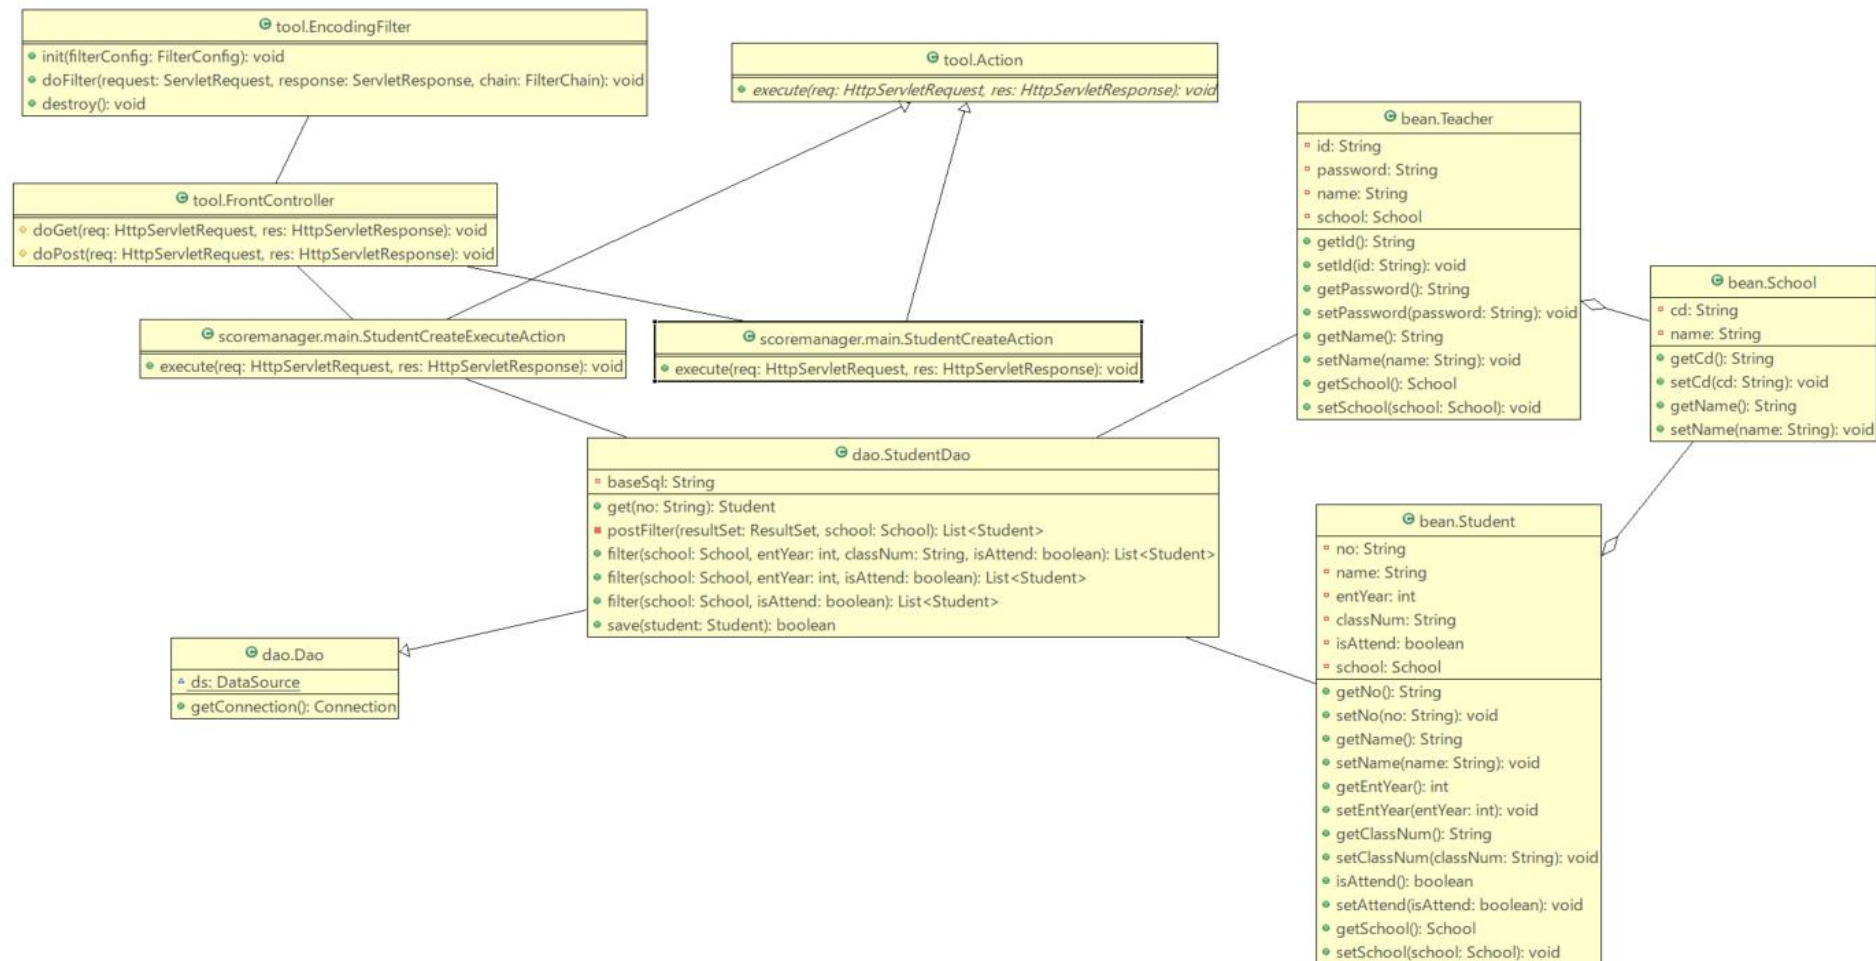 tool.EncodingFilter
init(filterConfig: FilterConfig): void
doFilter(request: ServletRequest, response: ServletResponse, chain: FilterChain): void
destroy(): void
tool.Action
execute(req: HttpServletRequest, res: HttpServletResponse): void
tool.FrontController
doGet(req: HttpServletRequest, res: HttpServletResponse): void
doPost(req: HttpServletRequest, res: HttpServletResponse): void
scoremanager.main.StudentCreateExecuteAction
execute(req: HttpServletRequest, res: HttpServletResponse): void
scoremanager.main.StudentCreateAction
execute(req: HttpServletRequest, res: HttpServletResponse): void
bean.Teacher
id: String
password: String
name: String
school: School
getId(): String
setId(id: String): void
getPassword(): String
setPassword(password: String): void
getName(): String
setName(name: String): void
getSchool(): School
setSchool(school: School): void
bean.School
cd: String
name: String
getCd(): String
setCd(cd: String): void
getName(): String
setName(name: String): void
dao.StudentDao
baseSql: String
get(no: String): Student
postFilter(resultSet: ResultSet, school: School): List<Student>
filter(school: School, entYear: int, classNum: String, isAttend: boolean): List<Student>
filter(school: School, entYear: int, isAttend: boolean): List<Student>
filter(school: School, isAttend: boolean): List<Student>
save(student: Student): boolean
dao.Dao
ds: DataSource
getConnection(): Connection
bean.Student
no: String
name: String
entYear: int
classNum: String
isAttend: boolean
school: School
getNo(): String
setNo(no: String): void
getName(): String
setName(name: String): void
getEntYear(): int
setEntYear(entYear: int): void
getClassNum(): String
setClassNum(classNum: String): void
isAttend(): boolean
setAttend(isAttend: boolean): void
getSchool(): School
setSchool(school: School): void